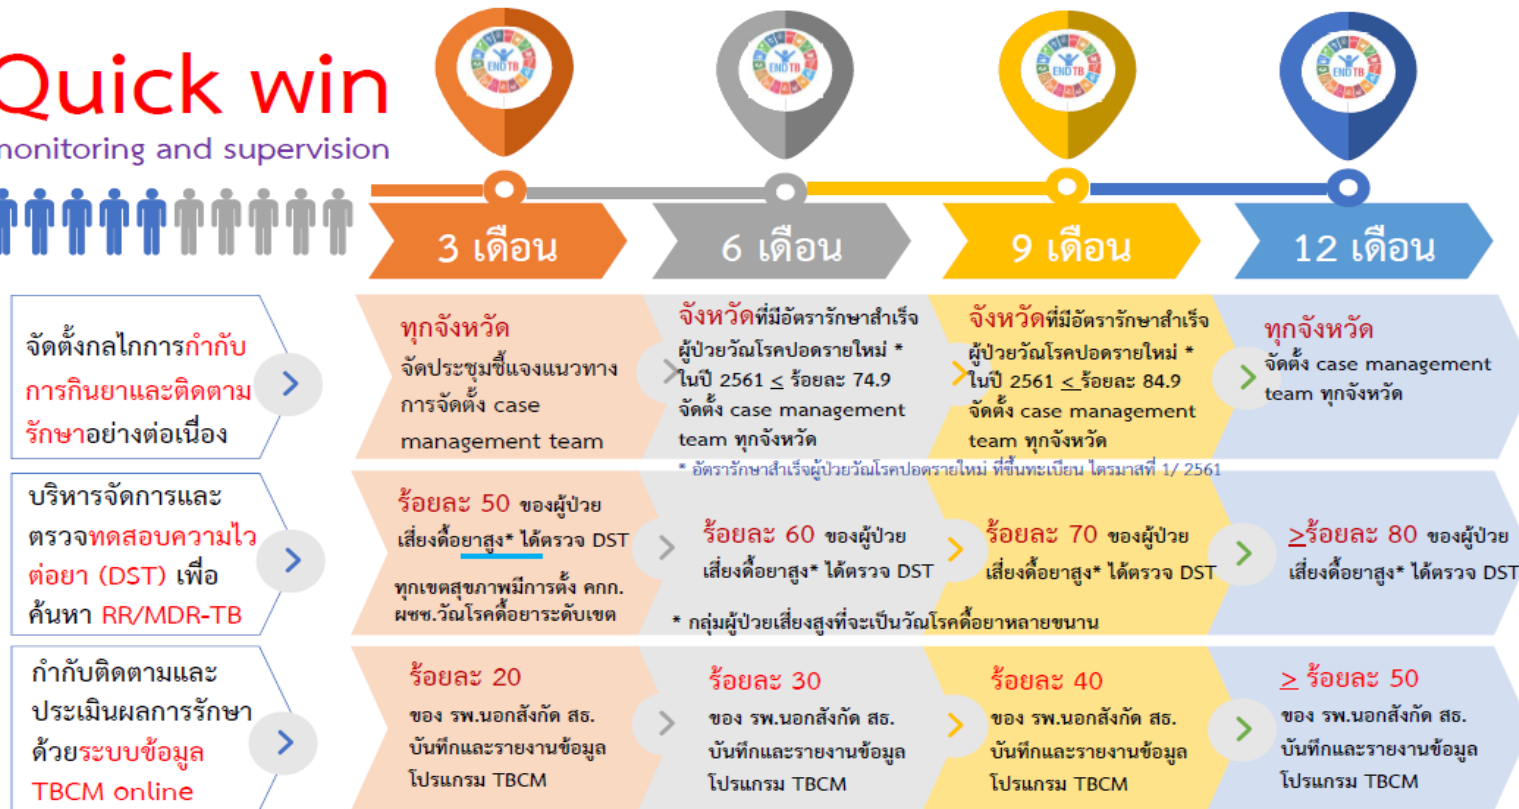 Quick win
monitoring and supervision
END TB
END TB
END TB
END TB
3 เดือน
6 เดือน
9 เดือน
12 เดือน
จัดตั้งกลไกการกำกับ
การกินยาและติดตาม
รักษาอย่างต่อเนื่อง
ทุกจังหวัด
จัดประชุมชี้แจงแนวทาง
การจัดตั้ง case
management team
จังหวัดที่มีอัตรารักษาสำเร็จ
ผู้ป่วยวัณโรคปอดรายใหม่ *
ในปี 2561 < ร้อยละ 74.9
จัดตั้ง case management
team ทุกจังหวัด
จังหวัดที่มีอัตรารักษาสำเร็จ
ผู้ป่วยวัณโรคปอดรายใหม่ *
ในปี 2561 < ร้อยละ 84.9
จัดตั้ง case management
team ทุกจังหวัด
ทุกจังหวัด
จัดตั้ง case management
team ทุกจังหวัด
* อัตรารักษาสำเร็จผู้ป่วยวัณโรคปอดรายใหม่ ที่ขึ้นทะเบียน ไตรมาสที่ 1/ 2561
บริหารจัดการและ
ตรวจทดสอบความไว
ต่อยา (DST) เพื่อ
ค้นหา RR/MDR-TB
ร้อยละ 50 ของผู้ป่วย
เสี่ยงดื้อยาสูง* ได้ตรวจ DST
ทุกเขตสุขภาพมีการตั้ง คกก.
ผชช.วัณโรคดื้อยาระดับเขต
ร้อยละ 60 ของผู้ป่วย
เสี่ยงดื้อยาสูง* ได้ตรวจ DST
ร้อยละ 70 ของผู้ป่วย
เสี่ยงดื้อยาสูง* ได้ตรวจ DST
>ร้อยละ 80 ของผู้ป่วย
เสี่ยงดื้อยาสูง* ได้ตรวจ DST
* กลุ่มผู้ป่วยเสี่ยงสูงที่จะเป็นวัณโรคดื้อยาหลายขนาน
กำกับติดตามและ
ประเมินผลการรักษา
ด้วยระบบข้อมูล
TBCM online
ร้อยละ 20
ของ รพ.นอกสังกัด สธ.
บันทึกและรายงานข้อมูล
โปรแกรม TBCM
ร้อยละ 30
ของ รพ.นอกสังกัด สธ.
บันทึกและรายงานข้อมูล
โปรแกรม TBCM
ร้อยละ 40
ของ รพ.นอกสังกัด สธ.
บันทึกและรายงานข้อมูล
โปรแกรม TBCM
> ร้อยละ 50
ของ รพ.นอกสังกัด สธ.
บันทึกและรายงานข้อมูล
โปรแกรม TBCM